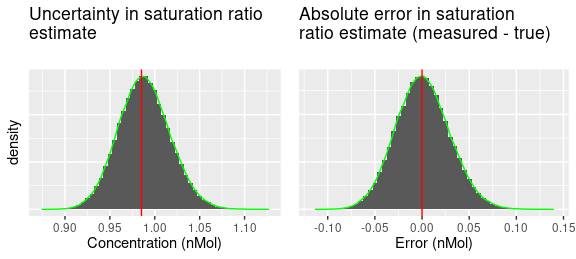 Uncertainty in saturation ratio
estimate
density
0.90 0.95 1.00 1.05 1.10
Concentration (nMol)
Absolute error in saturation
ratio estimate (measured - true)
-0.10 -0.05 0.00 0.05 0.10 0.15
Error (nMol)